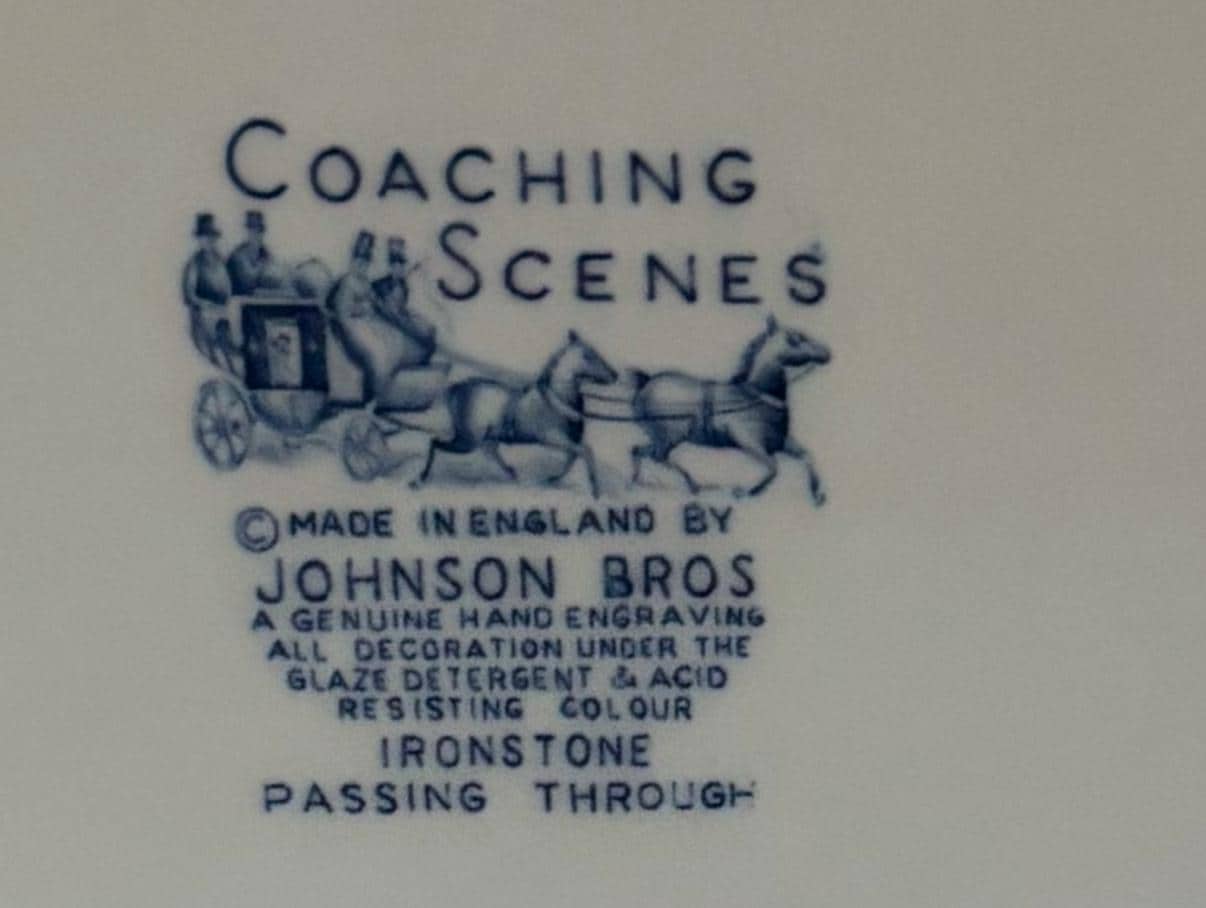 COACHING
SCENES
© MADE IN ENGLAND BY
JOHNSON BROS
A GENUINE HAND ENGRAVING
ALL DECORATION UNDER THE
GLAZE DETERGENT & ACID
RESISTING COLOUR
IRONSTONE
PASSING THROUGH